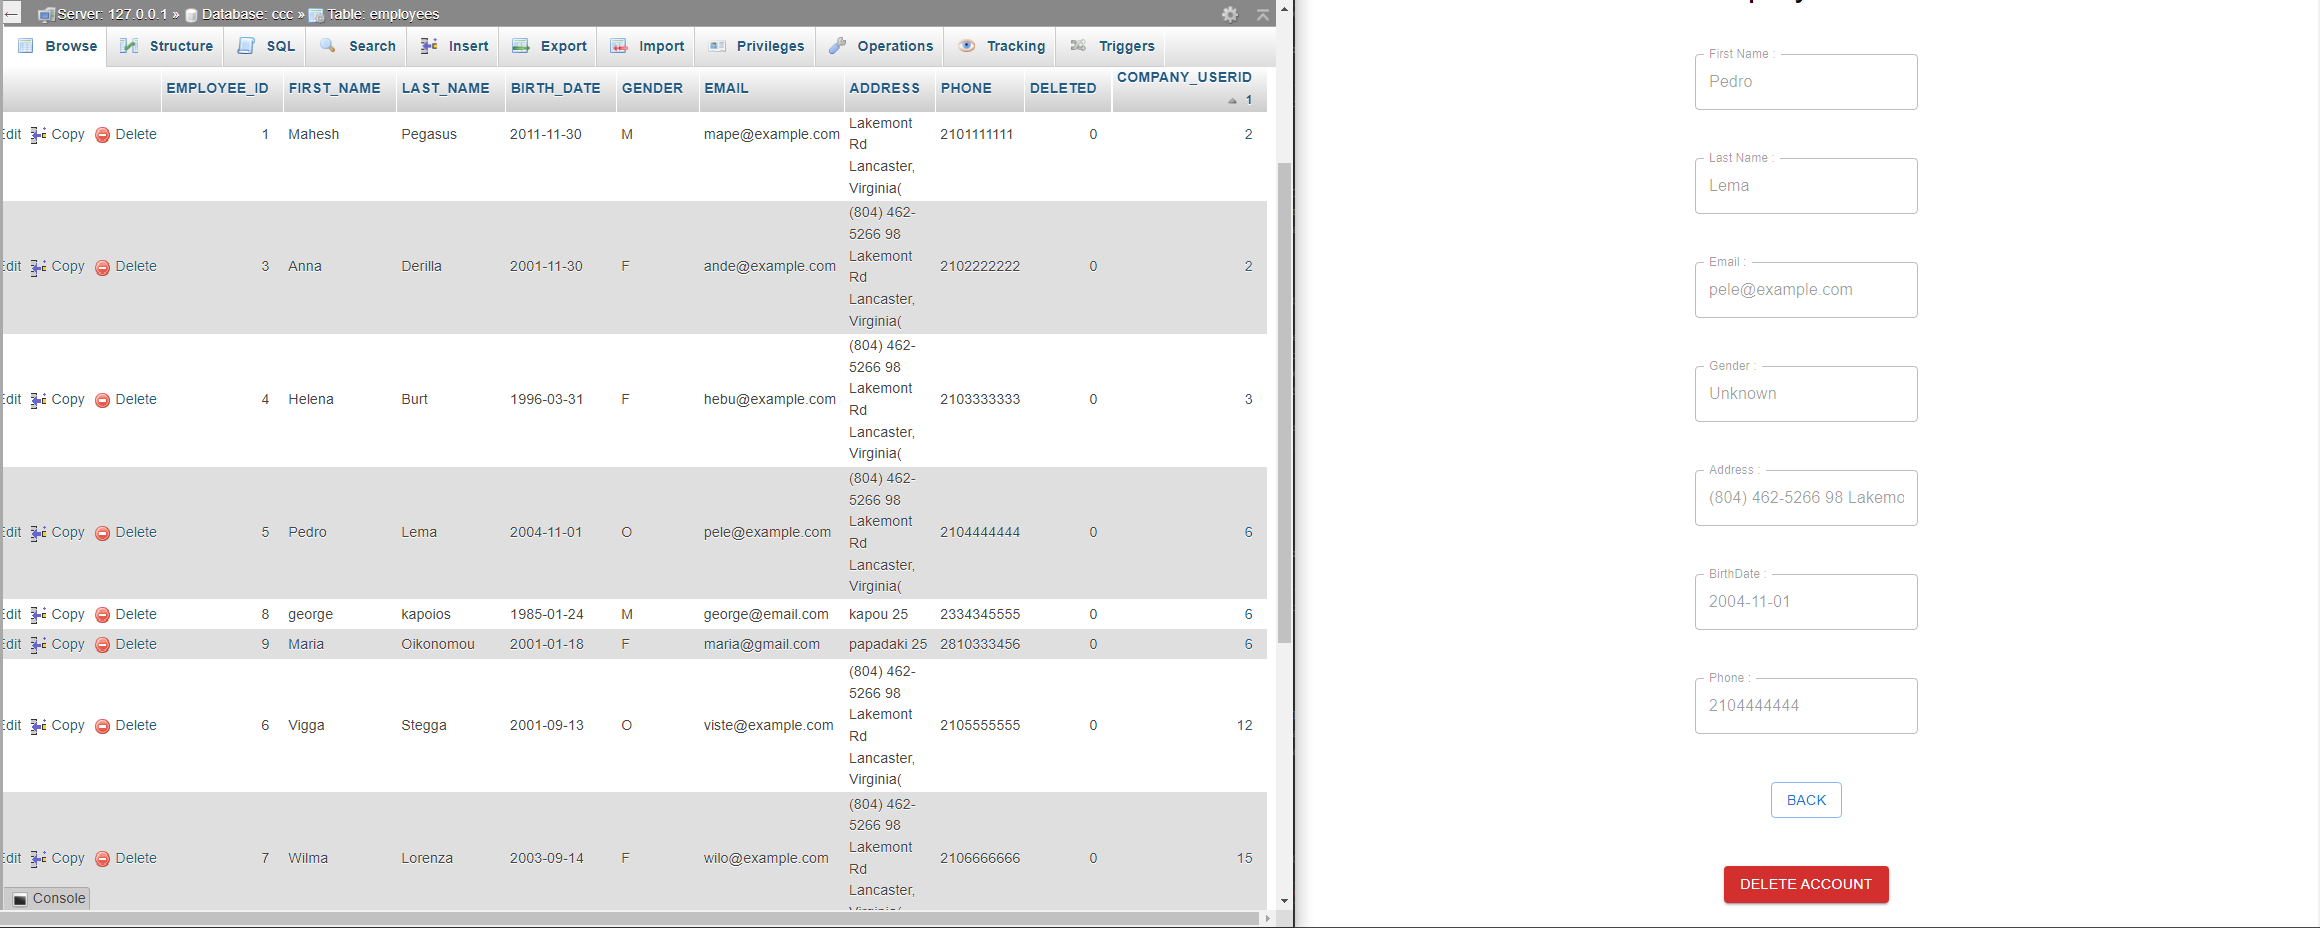 ← Server: 127.0.0.1 » Database: ccc » Table: employees
Browse Structure SQL Search Insert Export Import Privileges Operations Tracking Triggers
EMPLOYEE_ID FIRST_NAME LAST_NAME BIRTH_DATE GENDER EMAIL ADDRESS PHONE DELETED COMPANY_USERID 1
Edit Copy Delete 1 Mahesh Pegasus 2011-11-30 M mape@example.com Lakemont 2101111111 0 2
Rd
Lancaster,
Virginia(
(804) 462-
5266 98
Edit Copy Delete 3 Anna Derilla 2001-11-30 F ande@example.com Lakemont 2102222222 0 2
Rd
Lancaster,
Virginia(
(804) 462-
5266 98
Edit Copy Delete 4 Helena Burt 1996-03-31 F hebu@example.com Lakemont 2103333333 0 3
Rd
Lancaster,
Virginia(
(804) 462-
5266 98
Edit Copy Delete 5 Pedro Lema 2004-11-01 O pele@example.com Lakemont 2104444444 0 6
Rd
Lancaster,
Virginia(
Edit Copy Delete 8 george kapoios 1985-01-24 M george@email.com kapou 25 2334345555 0 6
Edit Copy Delete 9 Maria Oikonomou 2001-01-18 F maria@gmail.com papadaki 25 2810333456 0 6
(804) 462-
5266 98
Edit Copy Delete 6 Vigga Stegga 2001-09-13 O viste@example.com Lakemont 2105555555 0 12
Rd
Lancaster,
Virginia(
(804) 462-
5266 98
Edit Copy Delete 7 Wilma Lorenza 2003-09-14 F wilo@example.com Lakemont 2106666666 0 15
Rd
Lancaster,
Virginia(
Console
First Name :
Pedro
Last Name :
Lema
Email :
pele@example.com
Gender :
Unknown
Address :
(804) 462-5266 98 Lakemo
BirthDate :
2004-11-01
Phone :
2104444444
BACK
DELETE ACCOUNT